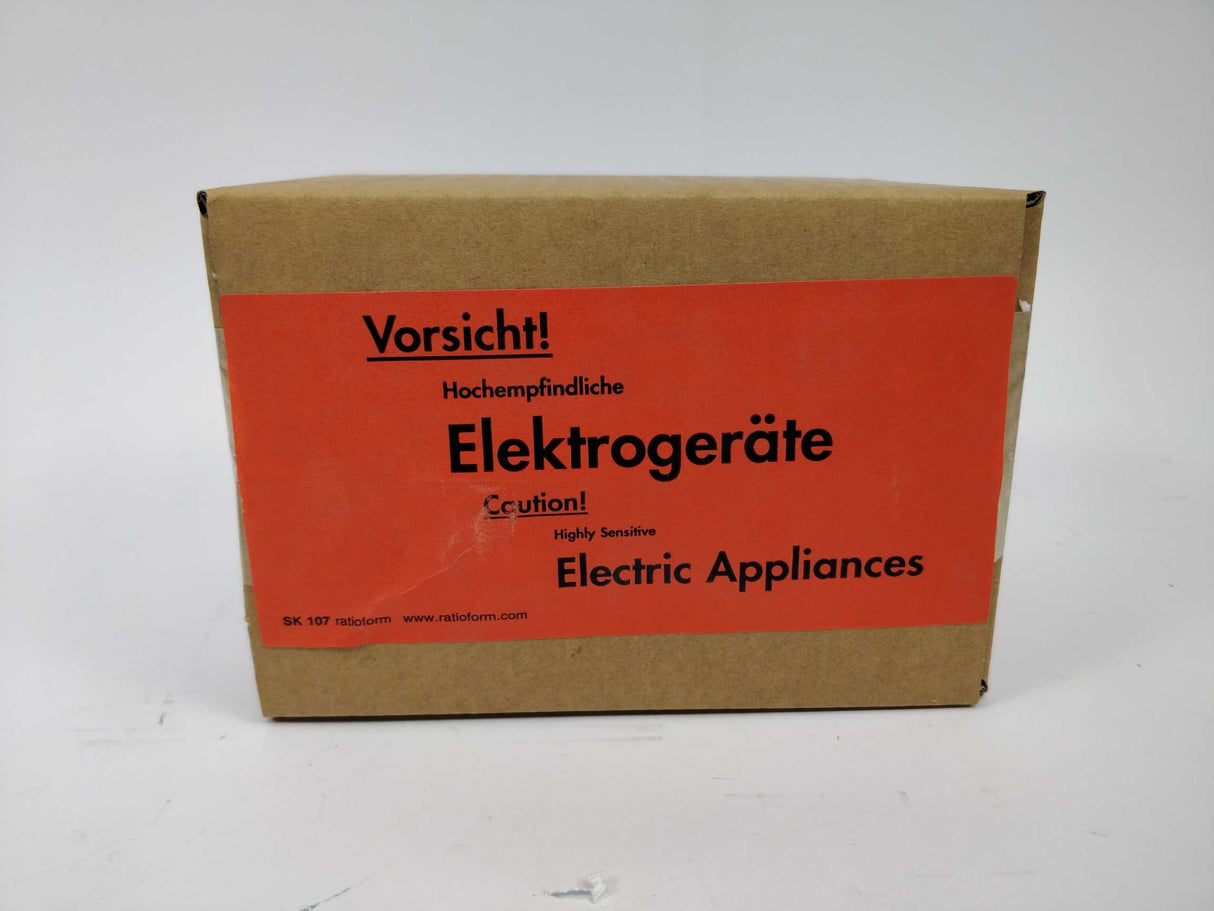 Vorsicht!
Hochempfindliche
Elektrogeräte
Caution!
Highly Sensitive
Electric Appliances
SK 107 ratioform www.ratioform.com